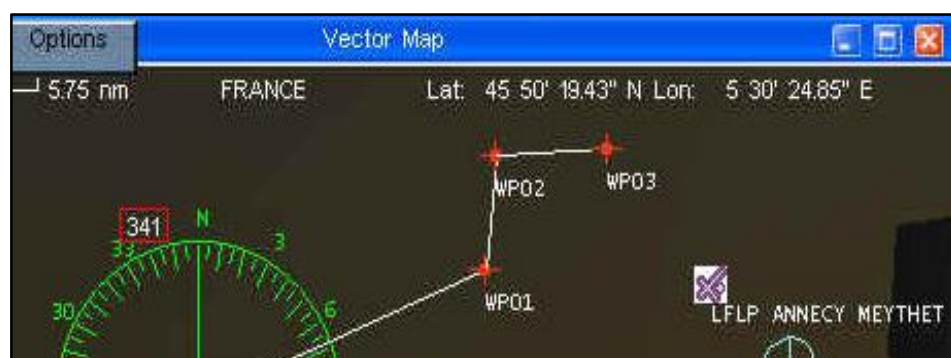 Options Vector Map
5.75 nm FRANCE Lat: 45 50' 19.43" N Lon: 5 30' 24.85" E
WP02 WP03
341 N
33 3
WP01
30 6
LFLP ANNECY MEYTHET